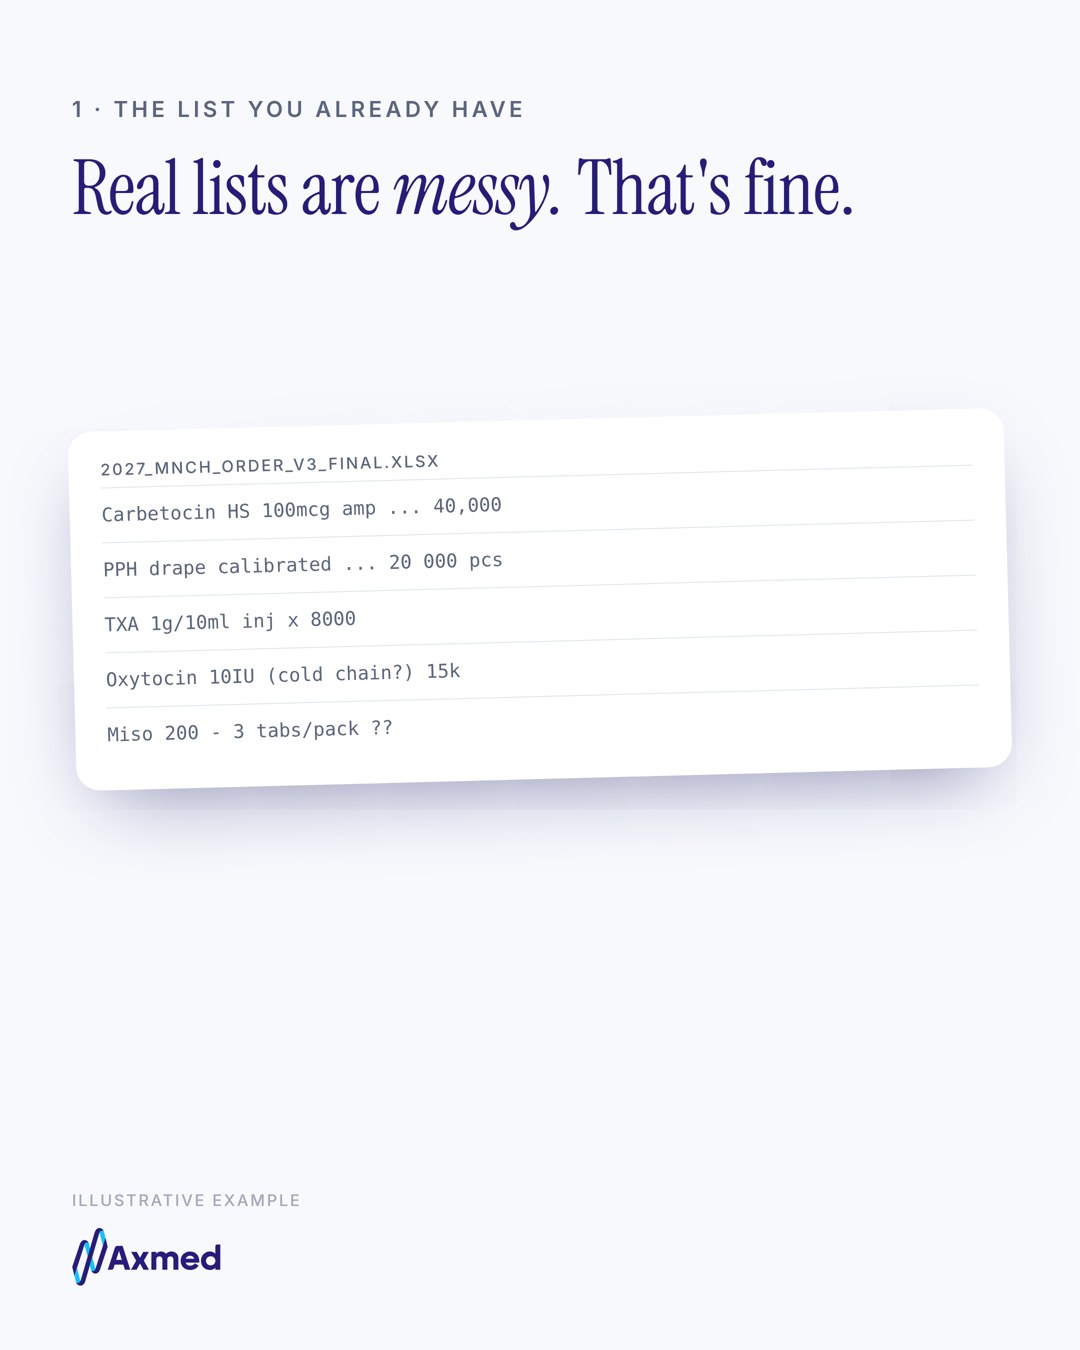 1 · THE LIST YOU ALREADY HAVE
Real lists are messy. That's fine.
2027_MNCH_ORDER_V3_FINAL.XLSX
Carbetocin HS 100mcg amp ... 40,000
PPH drape calibrated ... 20 000 pcs
TXA 1g/10ml inj x 8000
Oxytocin 10IU (cold chain?) 15k
Miso 200 - 3 tabs/pack ??
ILLUSTRATIVE EXAMPLE
Axmed